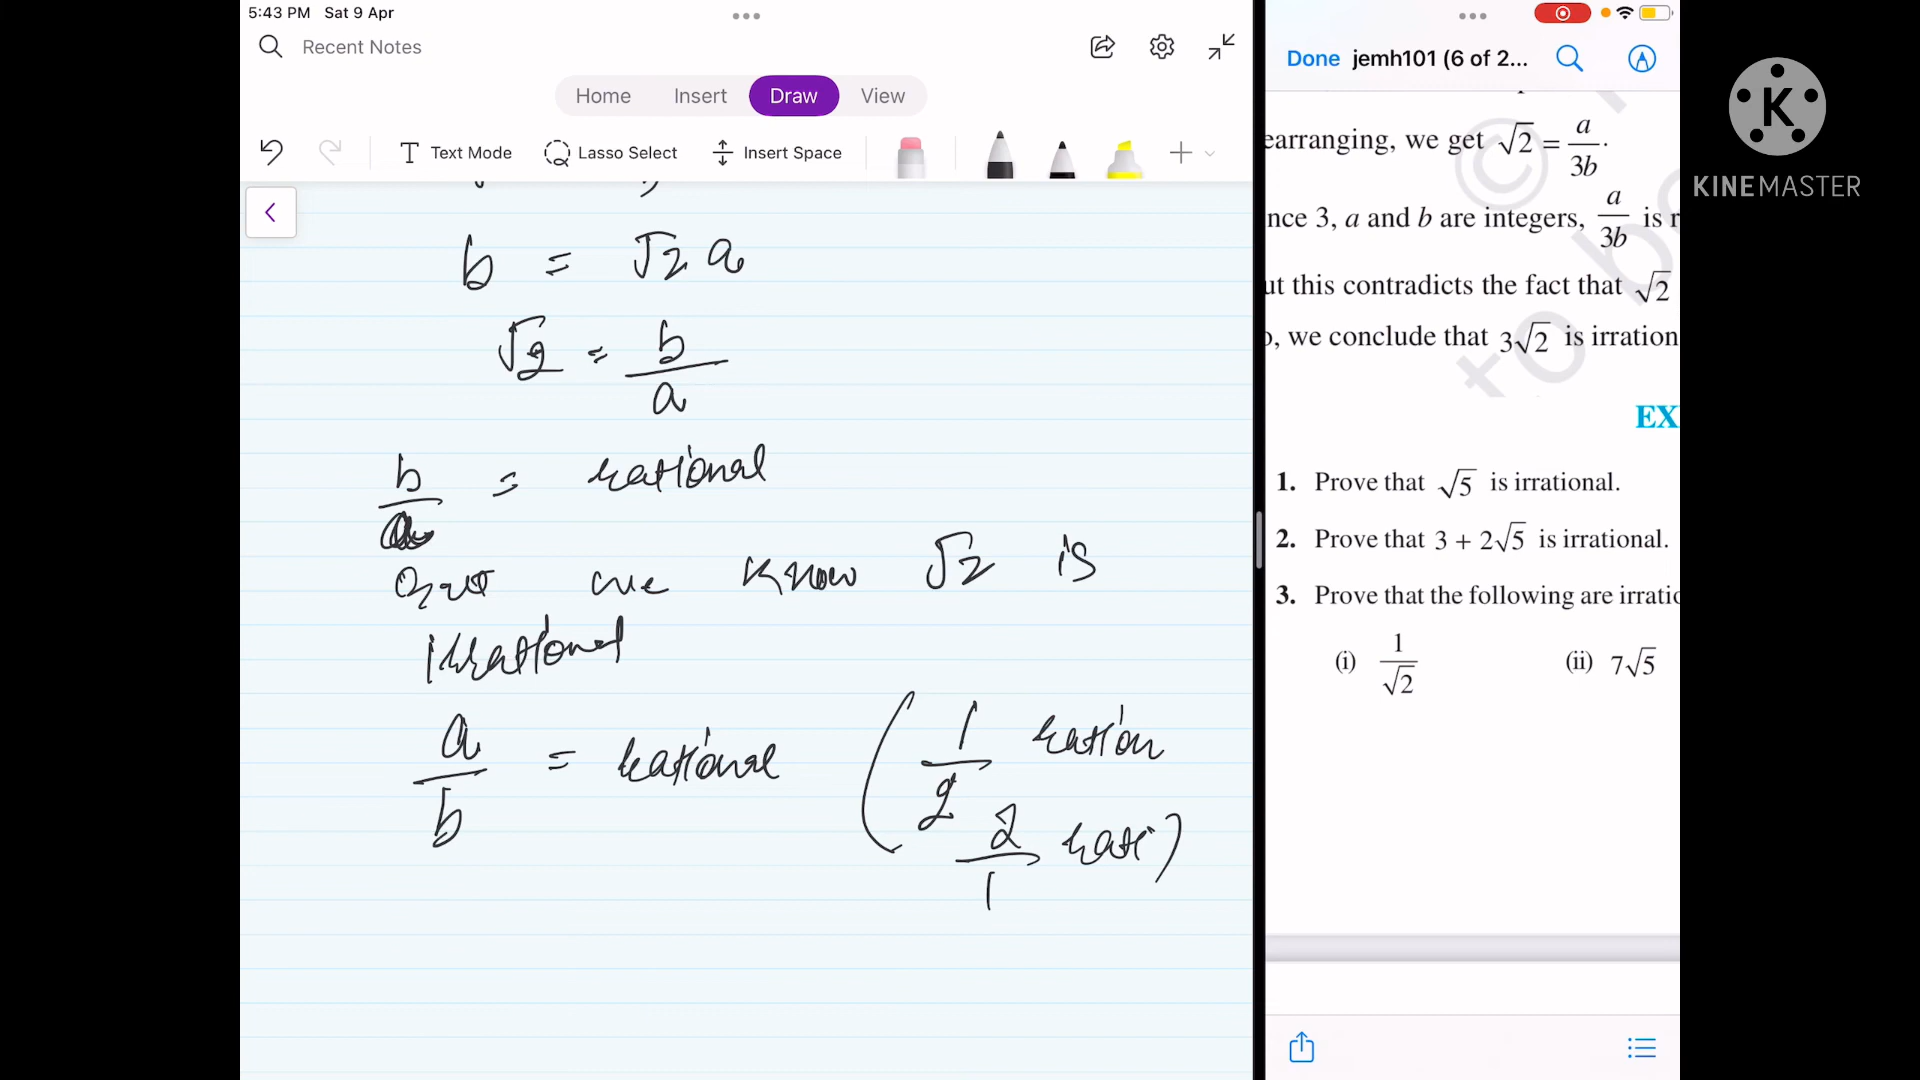 5:43 PM Sat 9 Apr
Recent Notes
Home Insert Draw View
Text Mode Lasso Select Insert Space
b = √2 a
√2 = b/a
b/a = rational
But we know √2 is
irrational
a/b = rational (1/2 ration
2/1 rati)
Done jemh101 (6 of 2...
earranging, we get √2 = a/3b.
nce 3, a and b are integers, a/3b is r
ut this contradicts the fact that √2
o, we conclude that 3√2 is irration
EX
1. Prove that √5 is irrational.
2. Prove that 3 + 2√5 is irrational.
3. Prove that the following are irratio
(i) 1/√2 (ii) 7√5
K
KINEMASTER